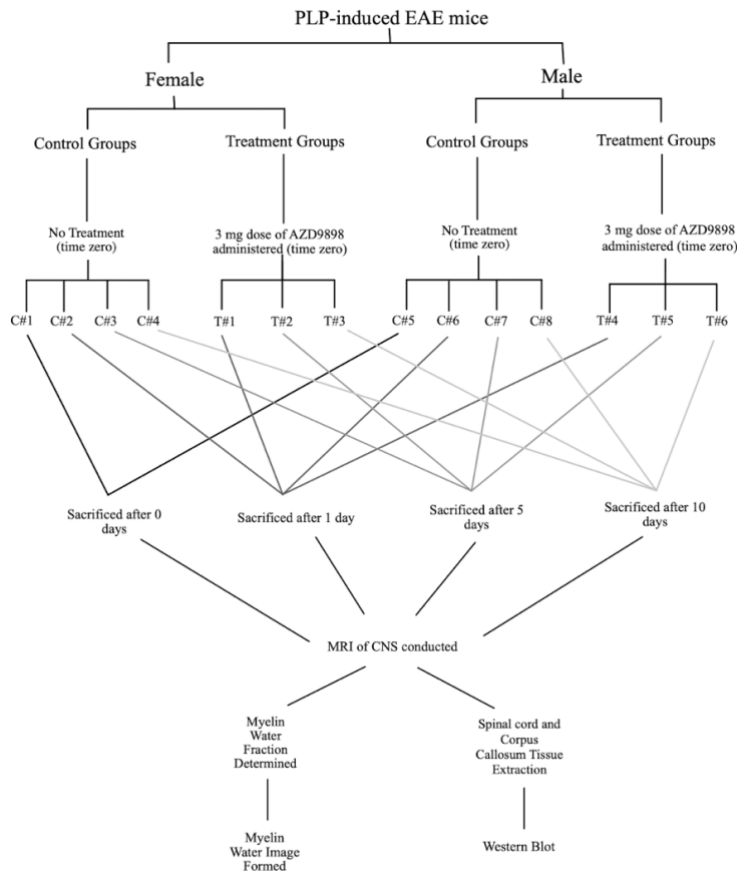 PLP-induced EAE mice
Female
Male
Control Groups
Treatment Groups
Control Groups
Treatment Groups
No Treatment
(time zero)
3 mg dose of AZD9898
administered (time zero)
No Treatment
(time zero)
3 mg dose of AZD9898
administered (time zero)
C#1 C#2 C#3 C#4 T#1 T#2 T#3 C#5 C#6 C#7 C#8 T#4 T#5 T#6
Sacrificed after 0
days
Sacrificed after 1 day
Sacrificed after 5
days
Sacrificed after 10
days
MRI of CNS conducted
Myelin
Water
Fraction
Determined
Spinal cord and
Corpus
Callosum Tissue
Extraction
Myelin
Water Image
Formed
Western Blot